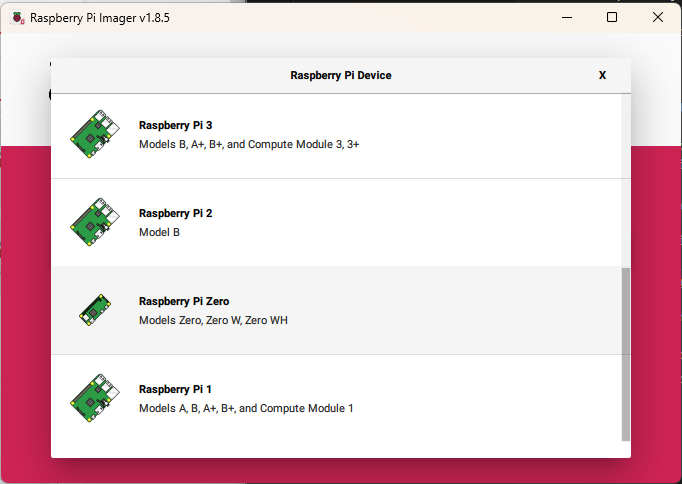 Raspberry Pi Imager v1.8.5
Raspberry Pi Device X
Raspberry Pi 3
Models B, A+, B+, and Compute Module 3, 3+
Raspberry Pi 2
Model B
Raspberry Pi Zero
Models Zero, Zero W, Zero WH
Raspberry Pi 1
Models A, B, A+, B+, and Compute Module 1